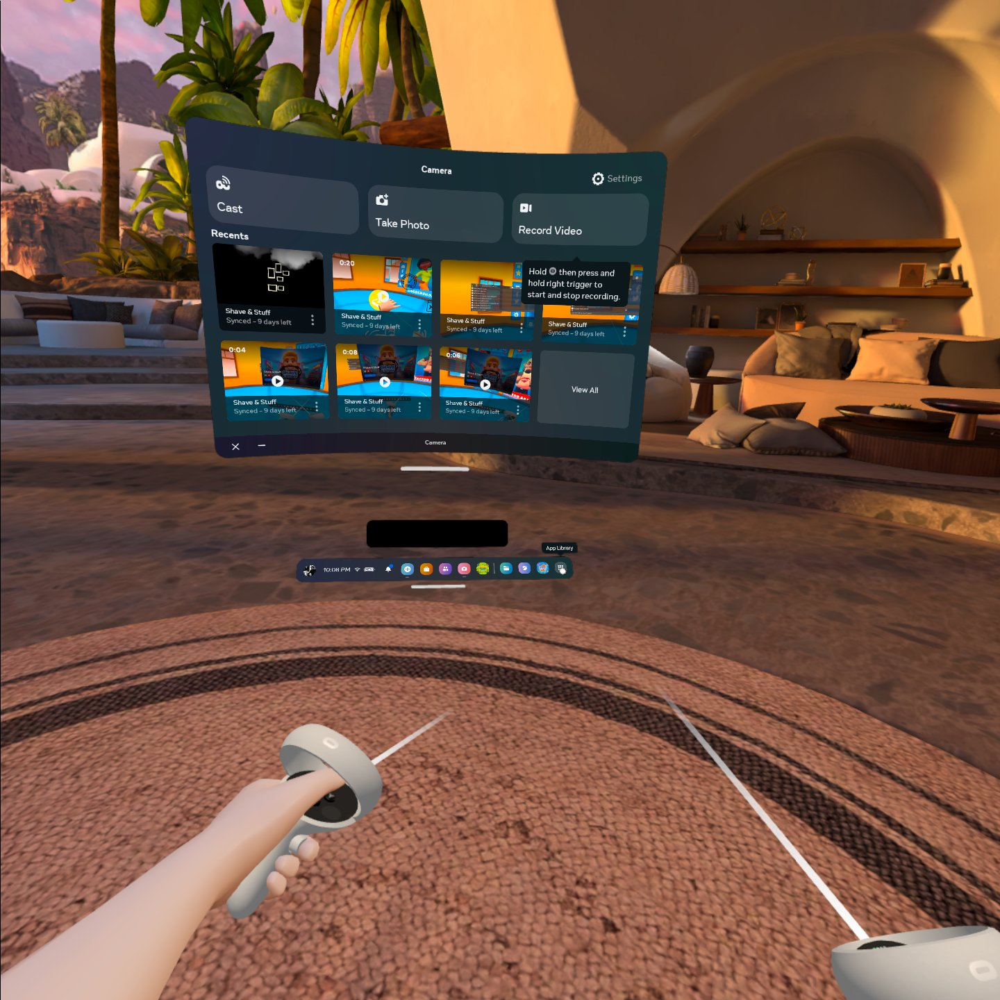 Camera
Settings
Cast
Take Photo
Record Video
Recents
Hold then press and
hold right trigger to
start and stop recording.
Shave & Stuff
Synced – 9 days left
0:20
Shave & Stuff
Synced – 9 days left
Shave & Stuff
Synced – 9 days left
Shave & Stuff
Synced – 9 days left
0:04
Shave & Stuff
Synced – 9 days left
0:08
Shave & Stuff
Synced – 9 days left
0:06
Shave & Stuff
Synced – 9 days left
View All
Camera
App Library
10:08 PM